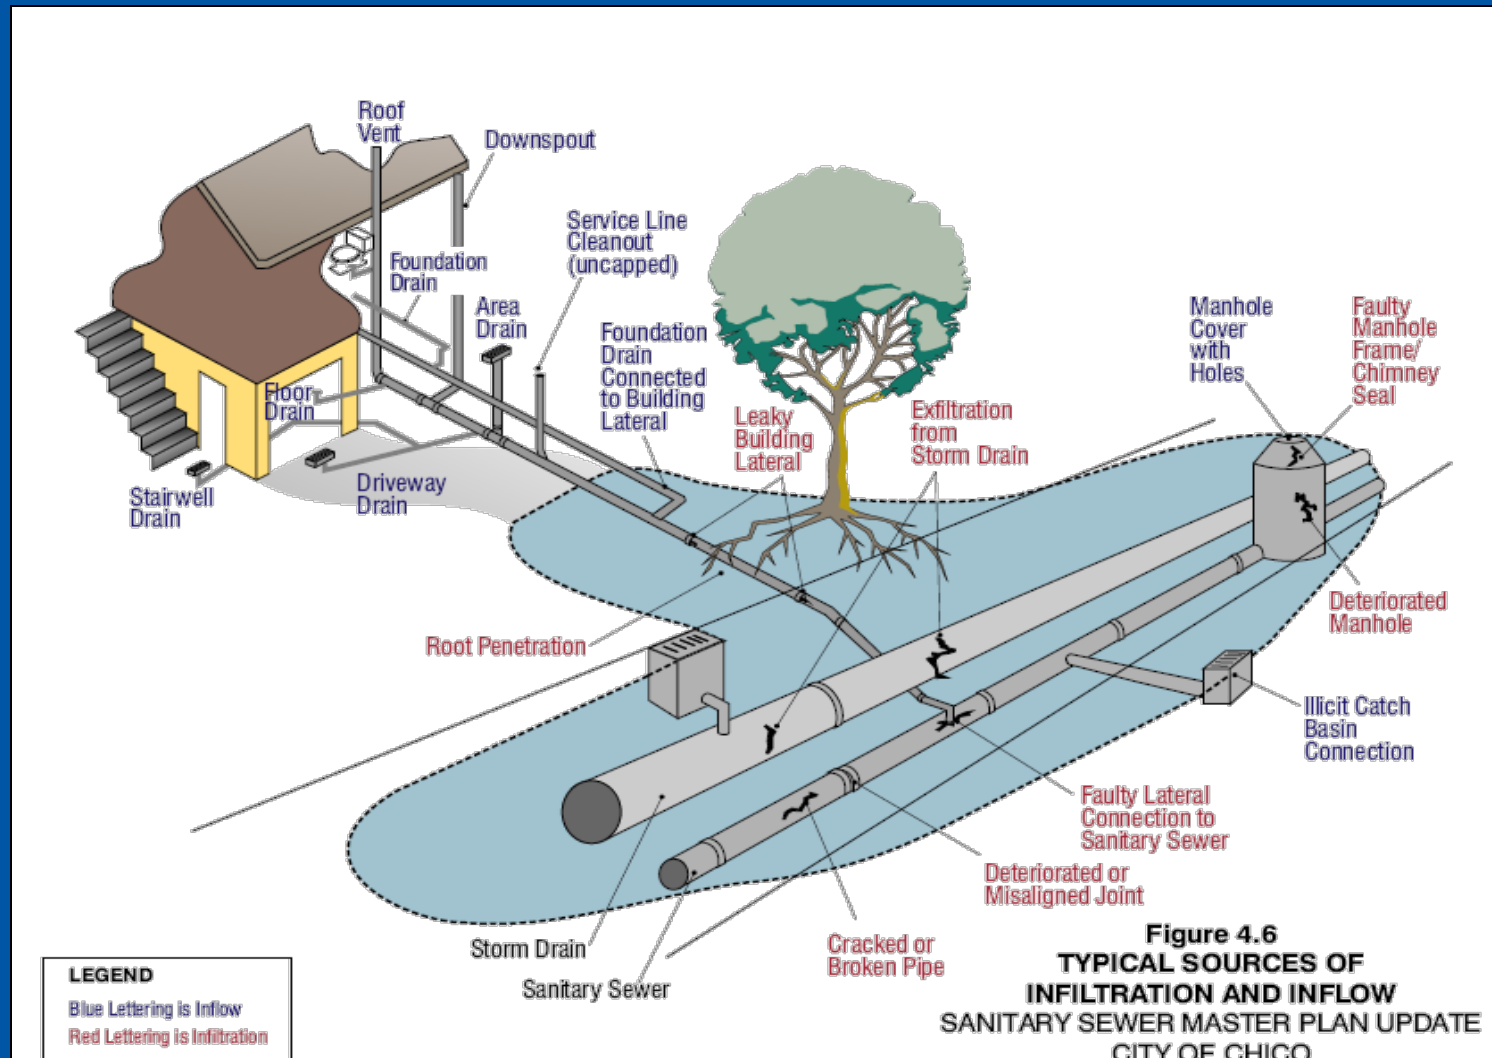 Roof
Vent
Downspout
Service Line
Cleanout
(uncapped)
Foundation
Drain
Area
Drain
Foundation
Drain
Connected
to Building
Lateral
Manhole
Cover
with
Holes
Faulty
Manhole
Frame/
Chimney
Seal
Floor
Drain
Leaky
Building
Lateral
Exfiltration
from
Storm Drain
Stairwell
Drain
Driveway
Drain
Deteriorated
Manhole
Root Penetration
Illicit Catch
Basin
Connection
Faulty Lateral
Connection to
Sanitary Sewer
Deteriorated or
Misaligned Joint
Cracked or
Broken Pipe
Storm Drain
Sanitary Sewer
LEGEND
Blue Lettering is Inflow
Red Lettering is Infiltration
Figure 4.6
TYPICAL SOURCES OF
INFILTRATION AND INFLOW
SANITARY SEWER MASTER PLAN UPDATE
CITY OF CHICO